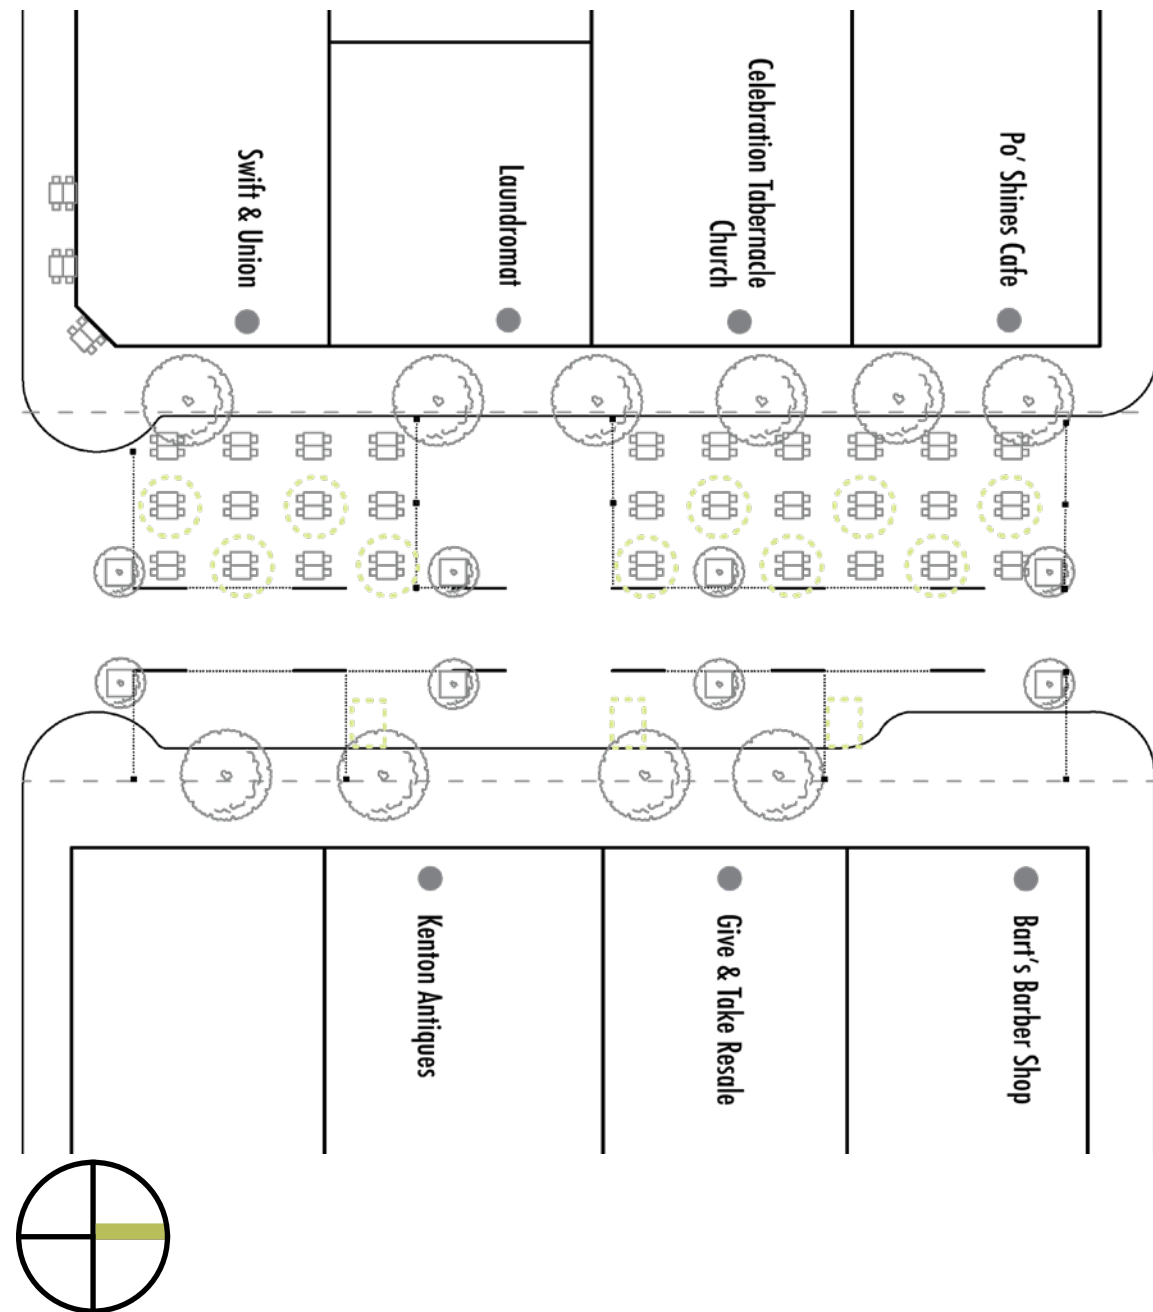 Swift & Union
Laundromat
Celebration Tabernacle
Church
Po' Shines Cafe
Kenton Antiques
Give & Take Resale
Bart's Barber Shop